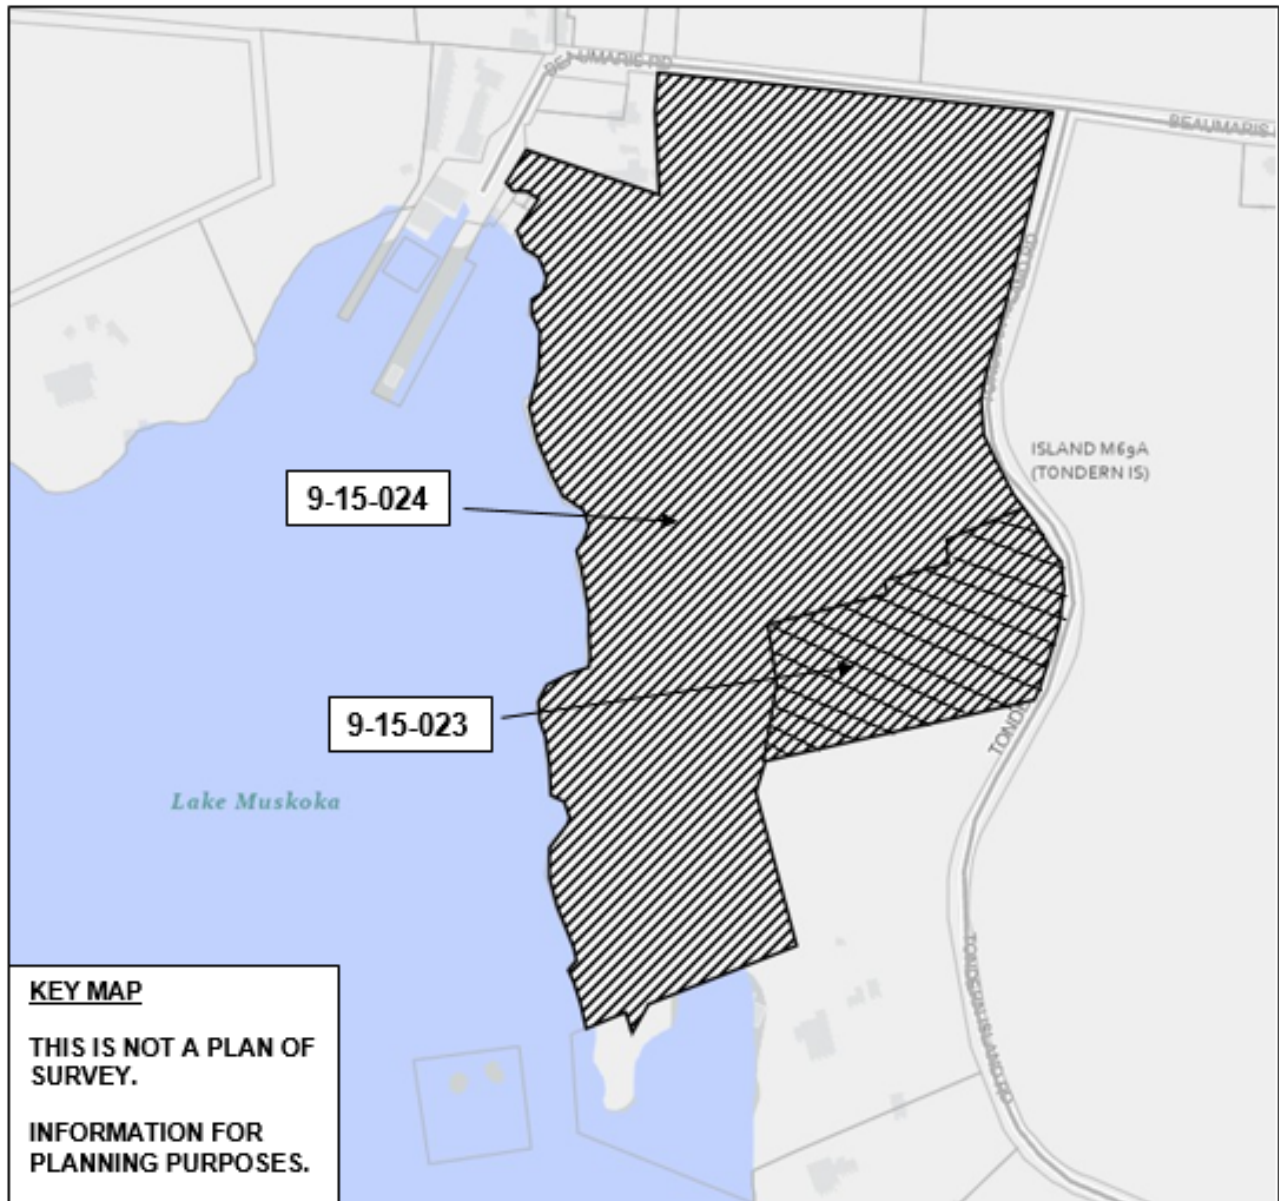 BEAUMARIS RD
BEAUMARIS
ISLAND M69A
(TONDERN IS)
9-15-024
9-15-023
TONDE
Lake Muskoka
TONDERN ISLAND RD
KEY MAP
THIS IS NOT A PLAN OF
SURVEY.
INFORMATION FOR
PLANNING PURPOSES.